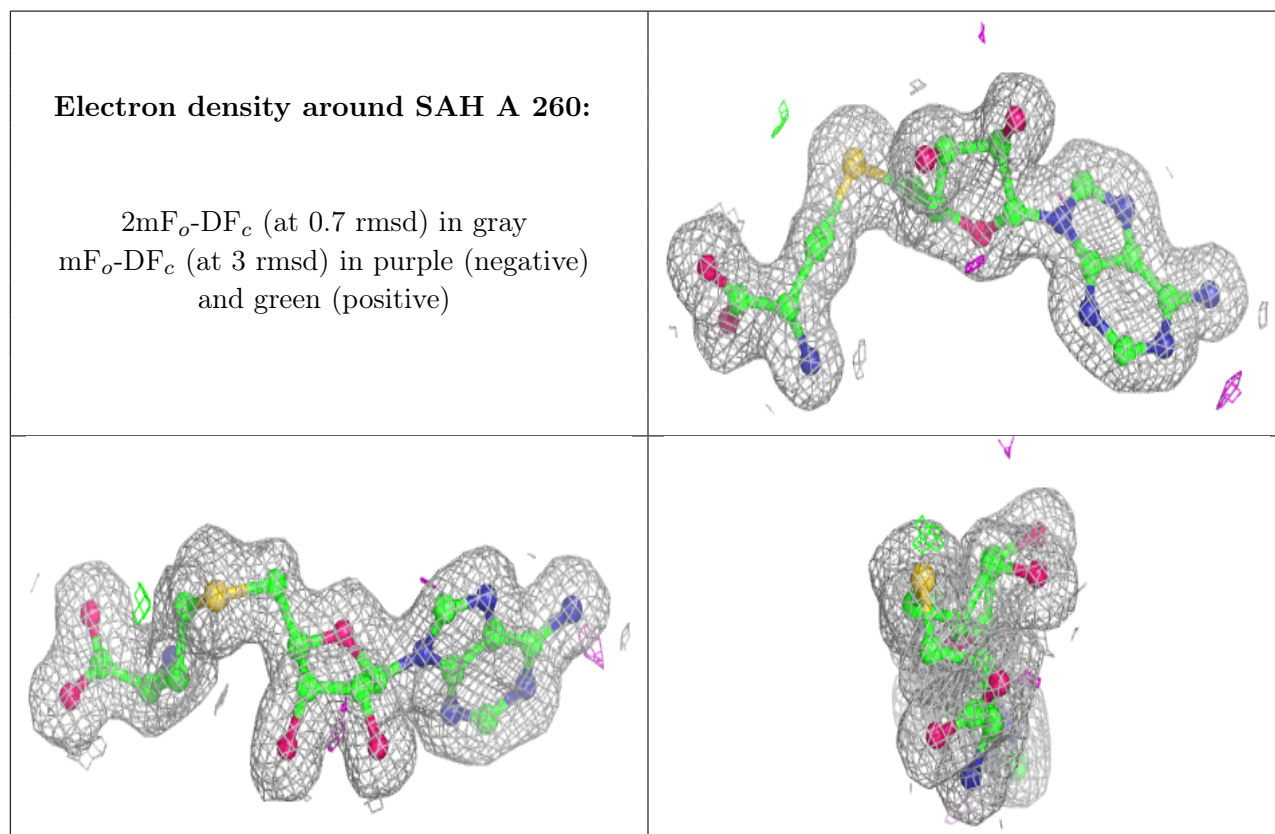 Electron density around SAH A 260:
2mFo-DFc (at 0.7 rmsd) in gray
mFo-DFc (at 3 rmsd) in purple (negative)
and green (positive)